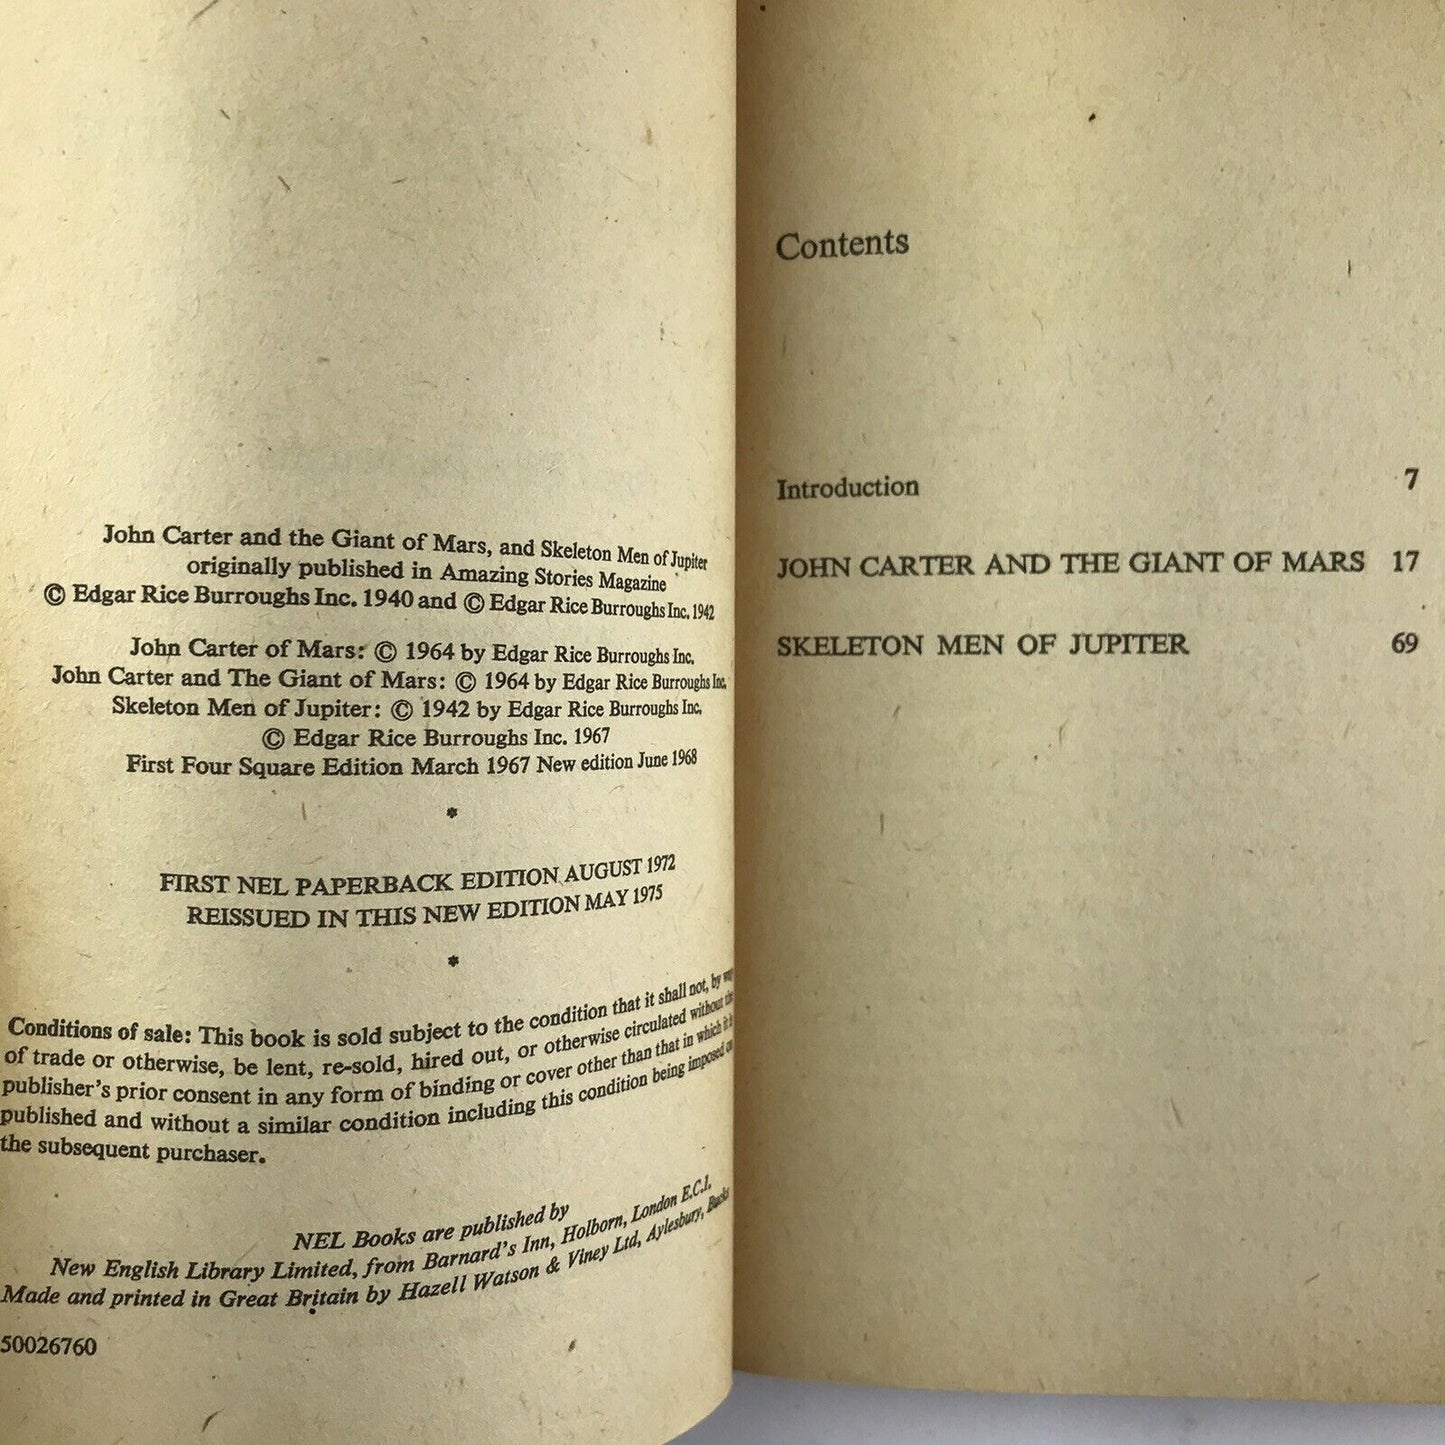 John Carter and the Giant of Mars, and Skeleton Men of Jupiter
originally published in Amazing Stories Magazine
© Edgar Rice Burroughs Inc. 1940 and © Edgar Rice Burroughs Inc. 1942
John Carter of Mars: © 1964 by Edgar Rice Burroughs Inc.
John Carter and The Giant of Mars: © 1964 by Edgar Rice Burroughs Inc.
Skeleton Men of Jupiter: © 1942 by Edgar Rice Burroughs Inc.
© Edgar Rice Burroughs Inc. 1967
First Four Square Edition March 1967 New edition June 1968
*
FIRST NEL PAPERBACK EDITION AUGUST 1972
REISSUED IN THIS NEW EDITION MAY 1975
*
Conditions of sale: This book is sold subject to the condition that it shall not, by way
of trade or otherwise, be lent, re-sold, hired out, or otherwise circulated without the
publisher's prior consent in any form of binding or cover other than that in which it is
published and without a similar condition including this condition being imposed on
the subsequent purchaser.
NEL Books are published by
New English Library Limited, from Barnard's Inn, Holborn, London E.C.1.
Made and printed in Great Britain by Hazell Watson & Viney Ltd, Aylesbury, Bucks
50026760
Contents
Introduction 7
JOHN CARTER AND THE GIANT OF MARS 17
SKELETON MEN OF JUPITER 69